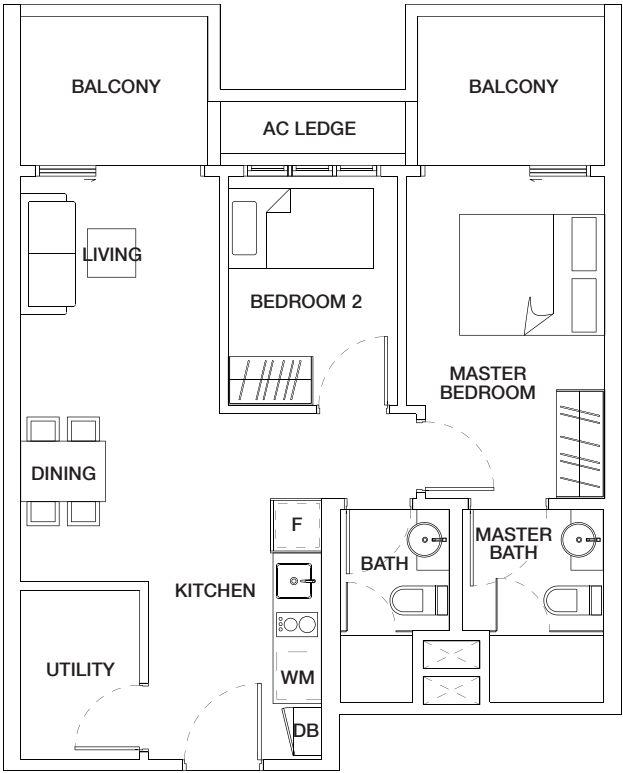 BALCONY
BALCONY
AC LEDGE
LIVING
BEDROOM 2
MASTER
BEDROOM
DINING
F
BATH
MASTER
BATH
KITCHEN
UTILITY
WM
DB